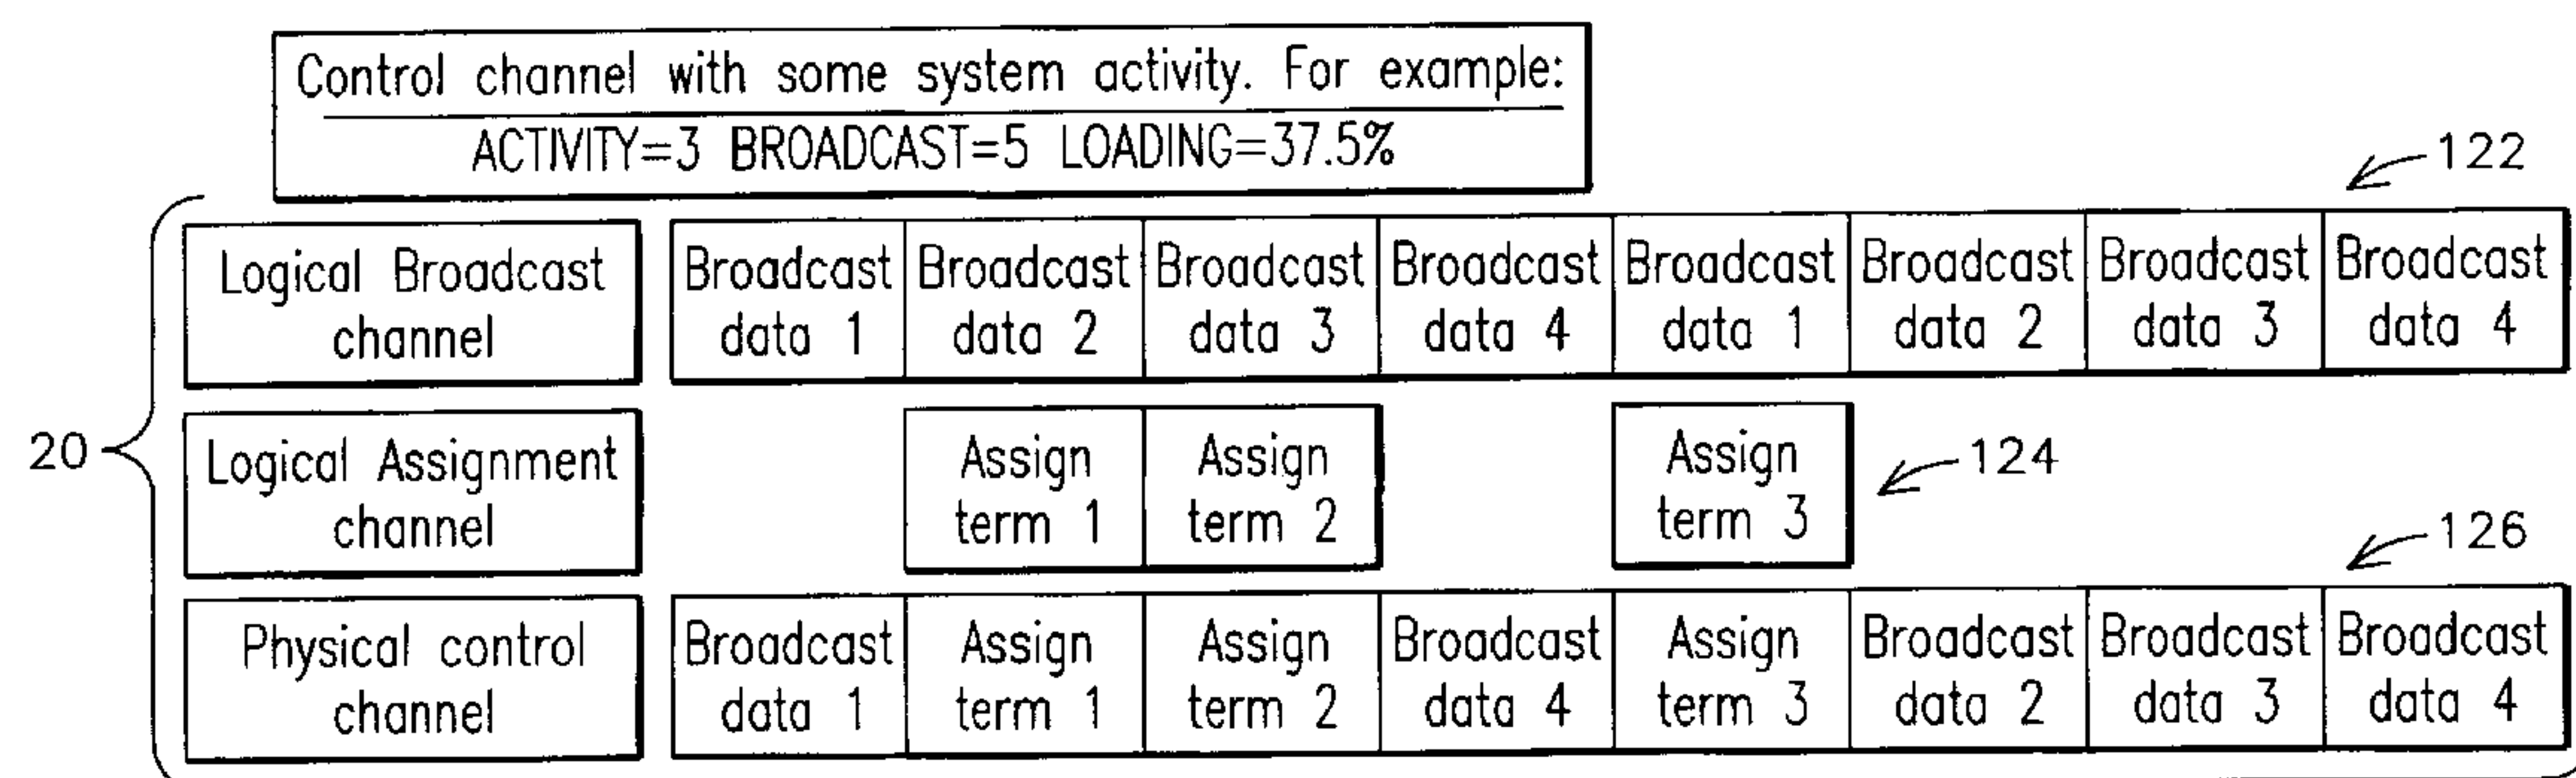 Control channel with some system activity. For example:
ACTIVITY=3 BROADCAST=5 LOADING=37.5%
122
Logical Broadcast
channel
Broadcast
data 1
Broadcast
data 2
Broadcast
data 3
Broadcast
data 4
Broadcast
data 1
Broadcast
data 2
Broadcast
data 3
Broadcast
data 4
20
Logical Assignment
channel
Assign
term 1
Assign
term 2
Assign
term 3
124
126
Physical control
channel
Broadcast
data 1
Assign
term 1
Assign
term 2
Broadcast
data 4
Assign
term 3
Broadcast
data 2
Broadcast
data 3
Broadcast
data 4